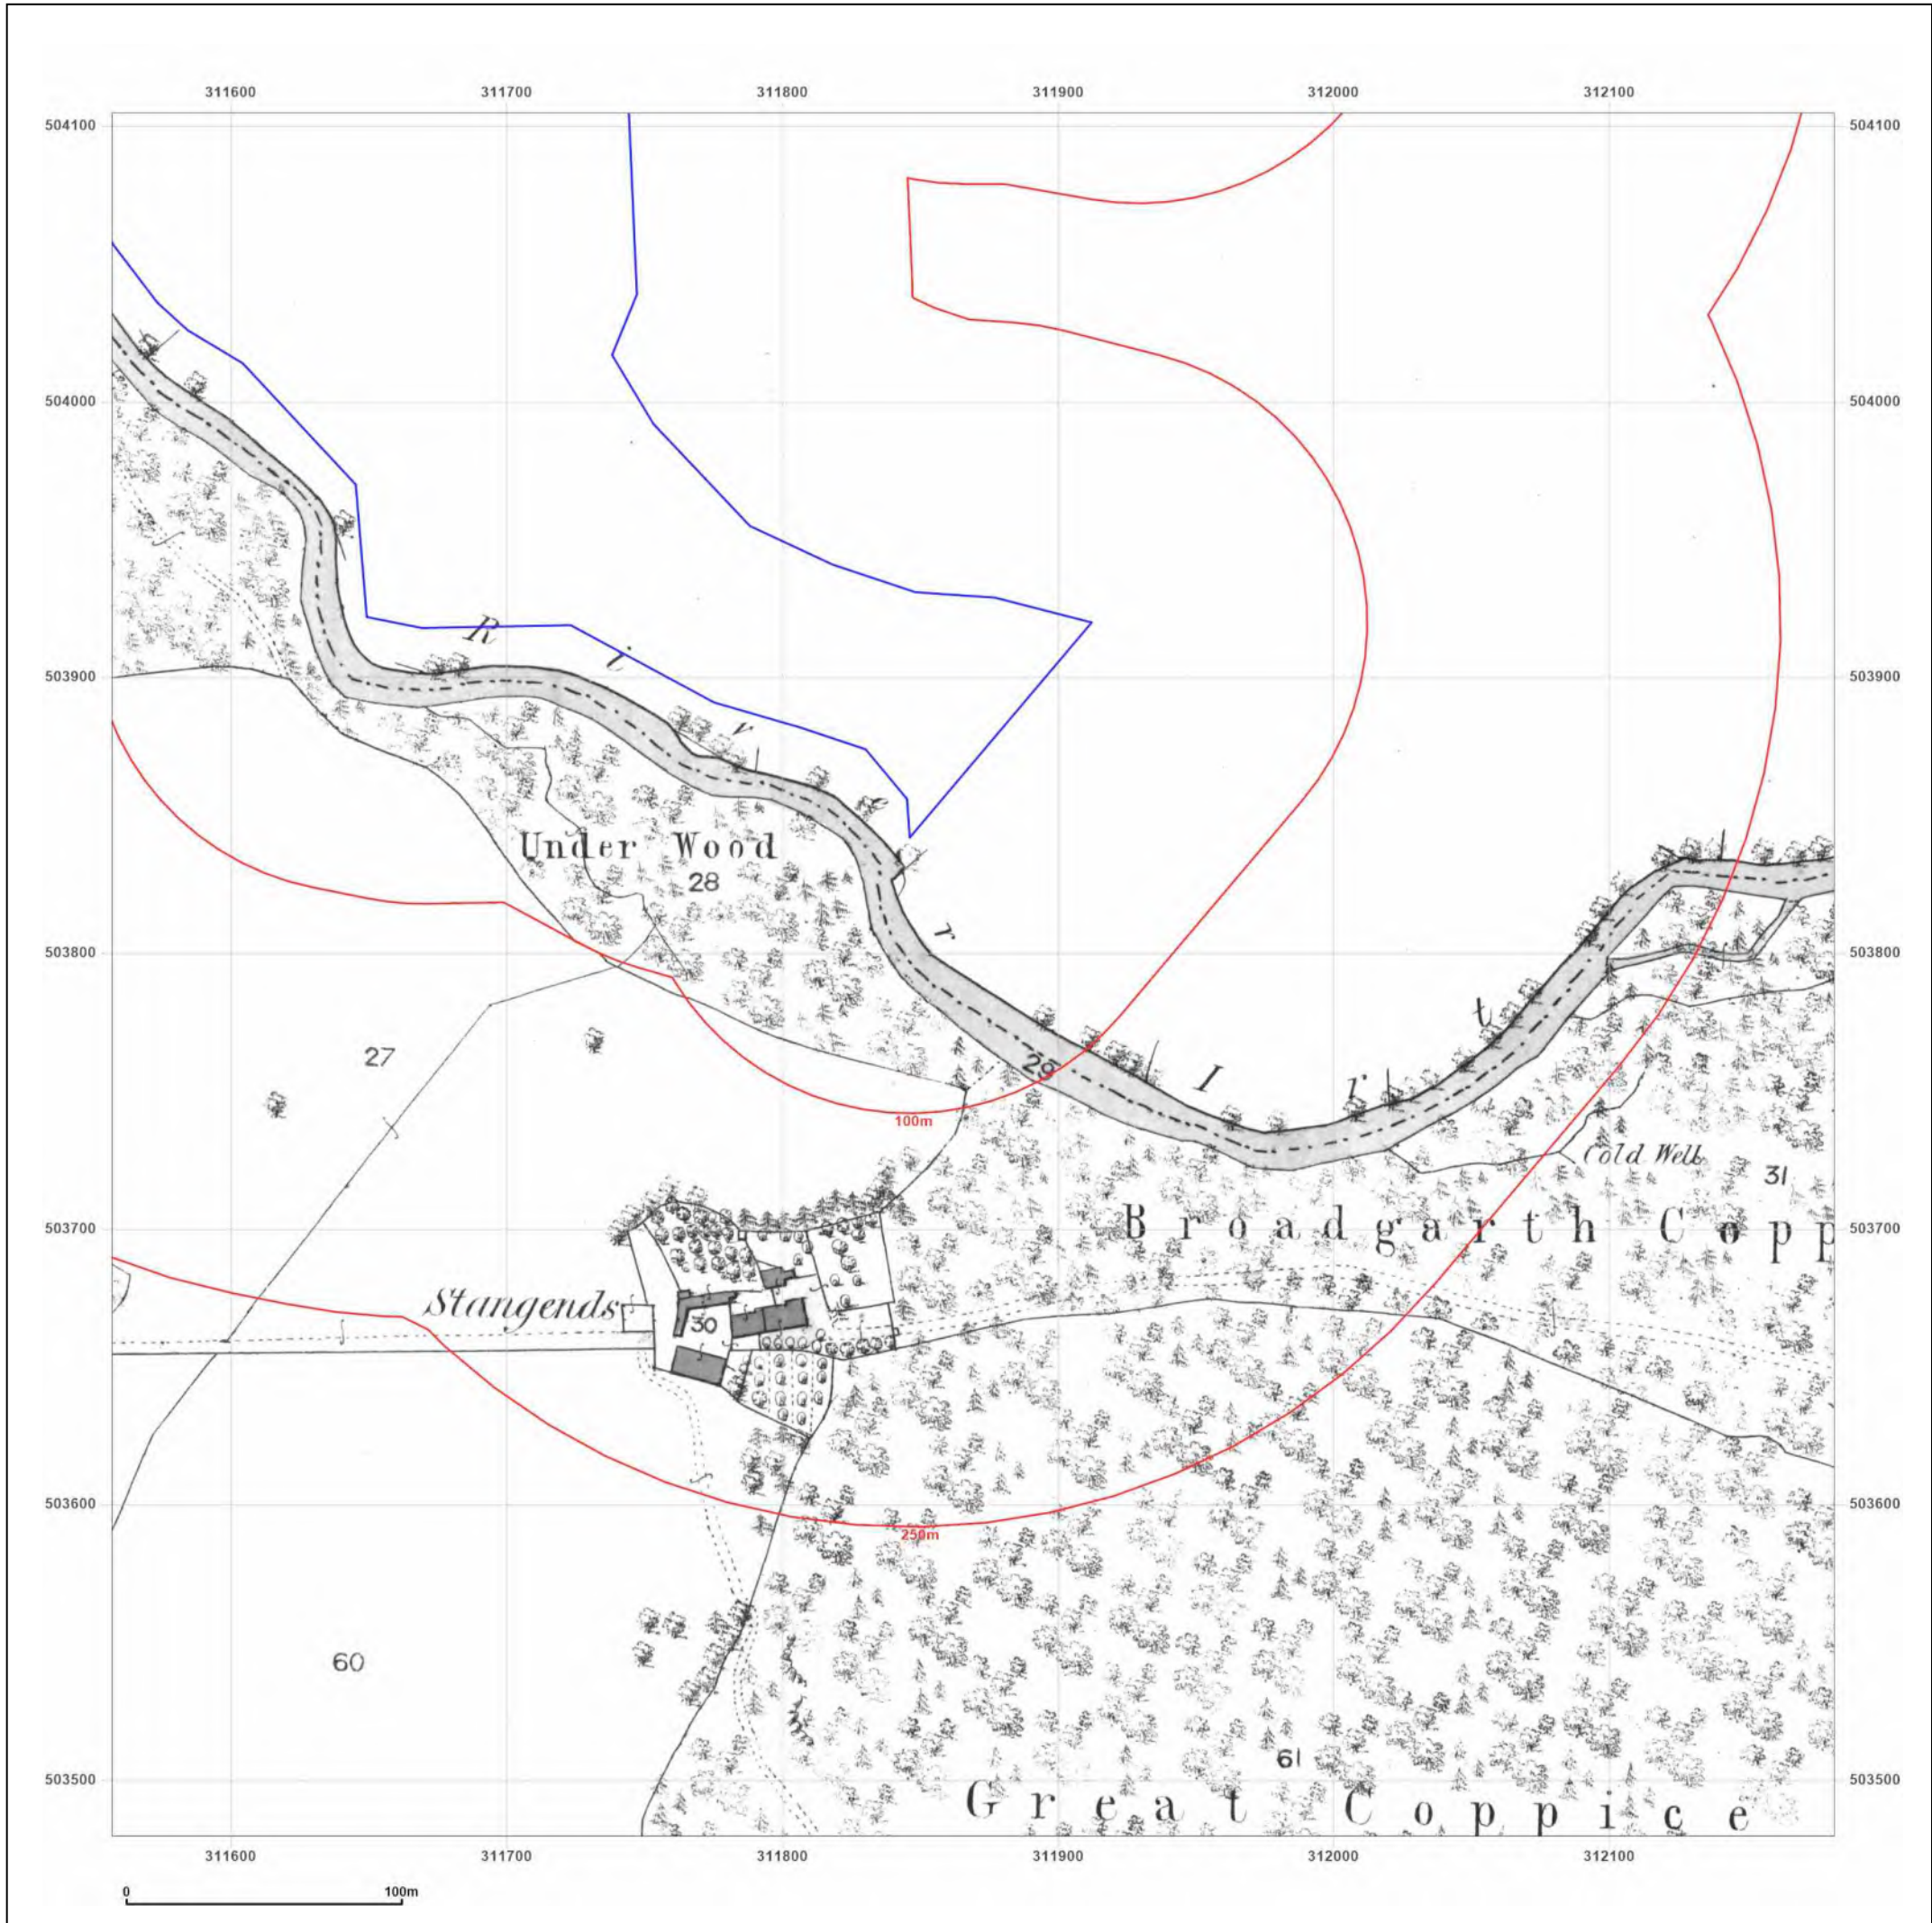 311600 311700 311800 311900 312000 312100
504100 504100
504000 504000
R i v e r
503900 503900
Under Wood
28
503800 503800
29
27
I r t
100m
Cold Well
31
503700 503700
Broadgarth Copp
Stangends
30
503600 503600
250m
60
61
503500 503500
Great Coppice
311600 311700 311800 311900 312000 312100
0 100m